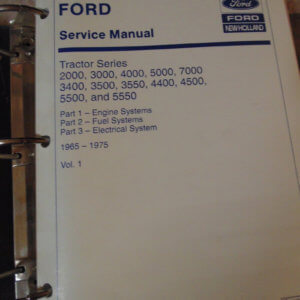 FORD
Ford
FORD
NEW HOLLAND
Service Manual
Tractor Series
2000, 3000, 4000, 5000, 7000
3400, 3500, 3550, 4400, 4500,
5500, and 5550
Part 1 – Engine Systems
Part 2 – Fuel Systems
Part 3 – Electrical System
1965 – 1975
Vol. 1